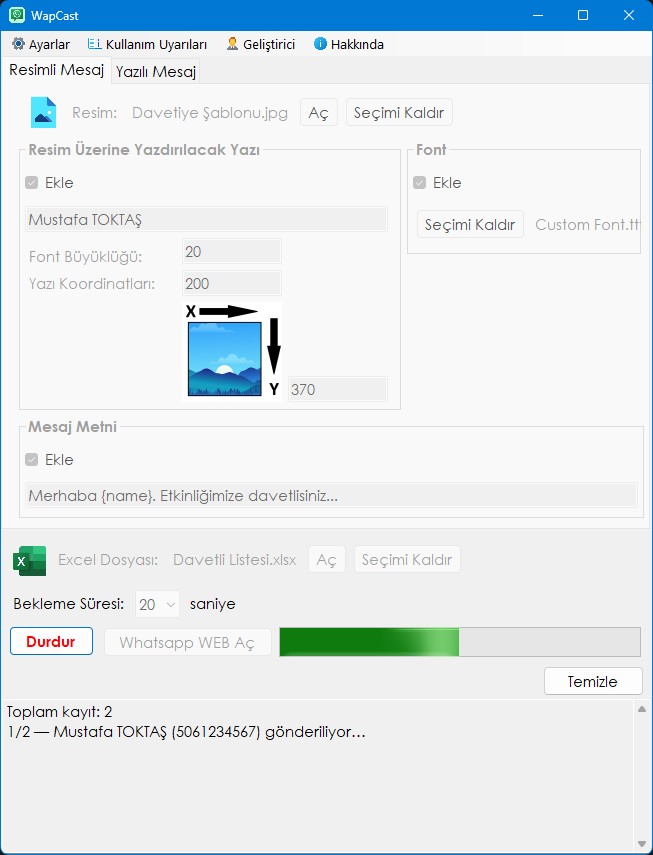 WapCast
Ayarlar Kullanım Uyarıları Geliştirici Hakkında
Resimli Mesaj Yazılı Mesaj
Resim: Davetiye Şablonu.jpg Aç Seçimi Kaldır
Resim Üzerine Yazdırılacak Yazı
Ekle
Mustafa TOKTAŞ
Font Büyüklüğü: 20
Yazı Koordinatları: 200
X
Y 370
Font
Ekle
Seçimi Kaldır Custom Font.tt
Mesaj Metni
Ekle
Merhaba {name}. Etkinliğimize davetlisiniz...
Excel Dosyası: Davetli Listesi.xlsx Aç Seçimi Kaldır
Bekleme Süresi: 20 saniye
Durdur Whatsapp WEB Aç
Temizle
Toplam kayıt: 2
1/2 — Mustafa TOKTAŞ (5061234567) gönderiliyor…